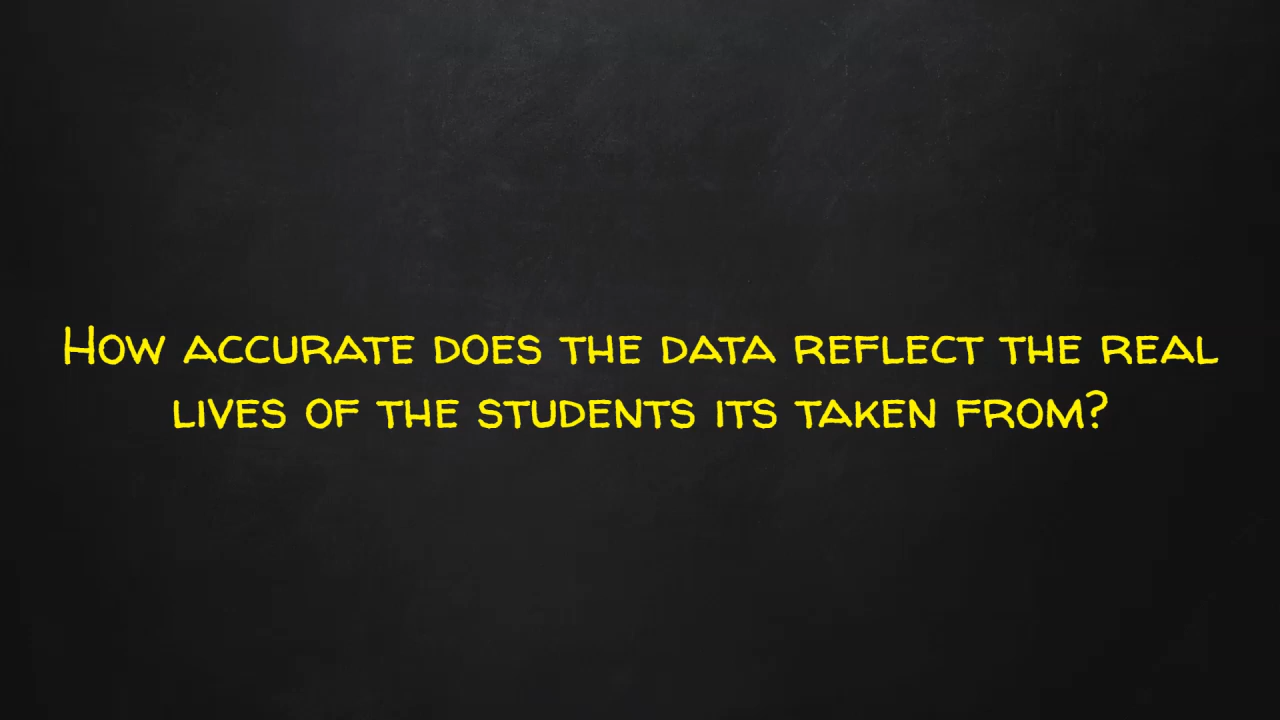 How accurate does the data reflect the real
lives of the students its taken from?